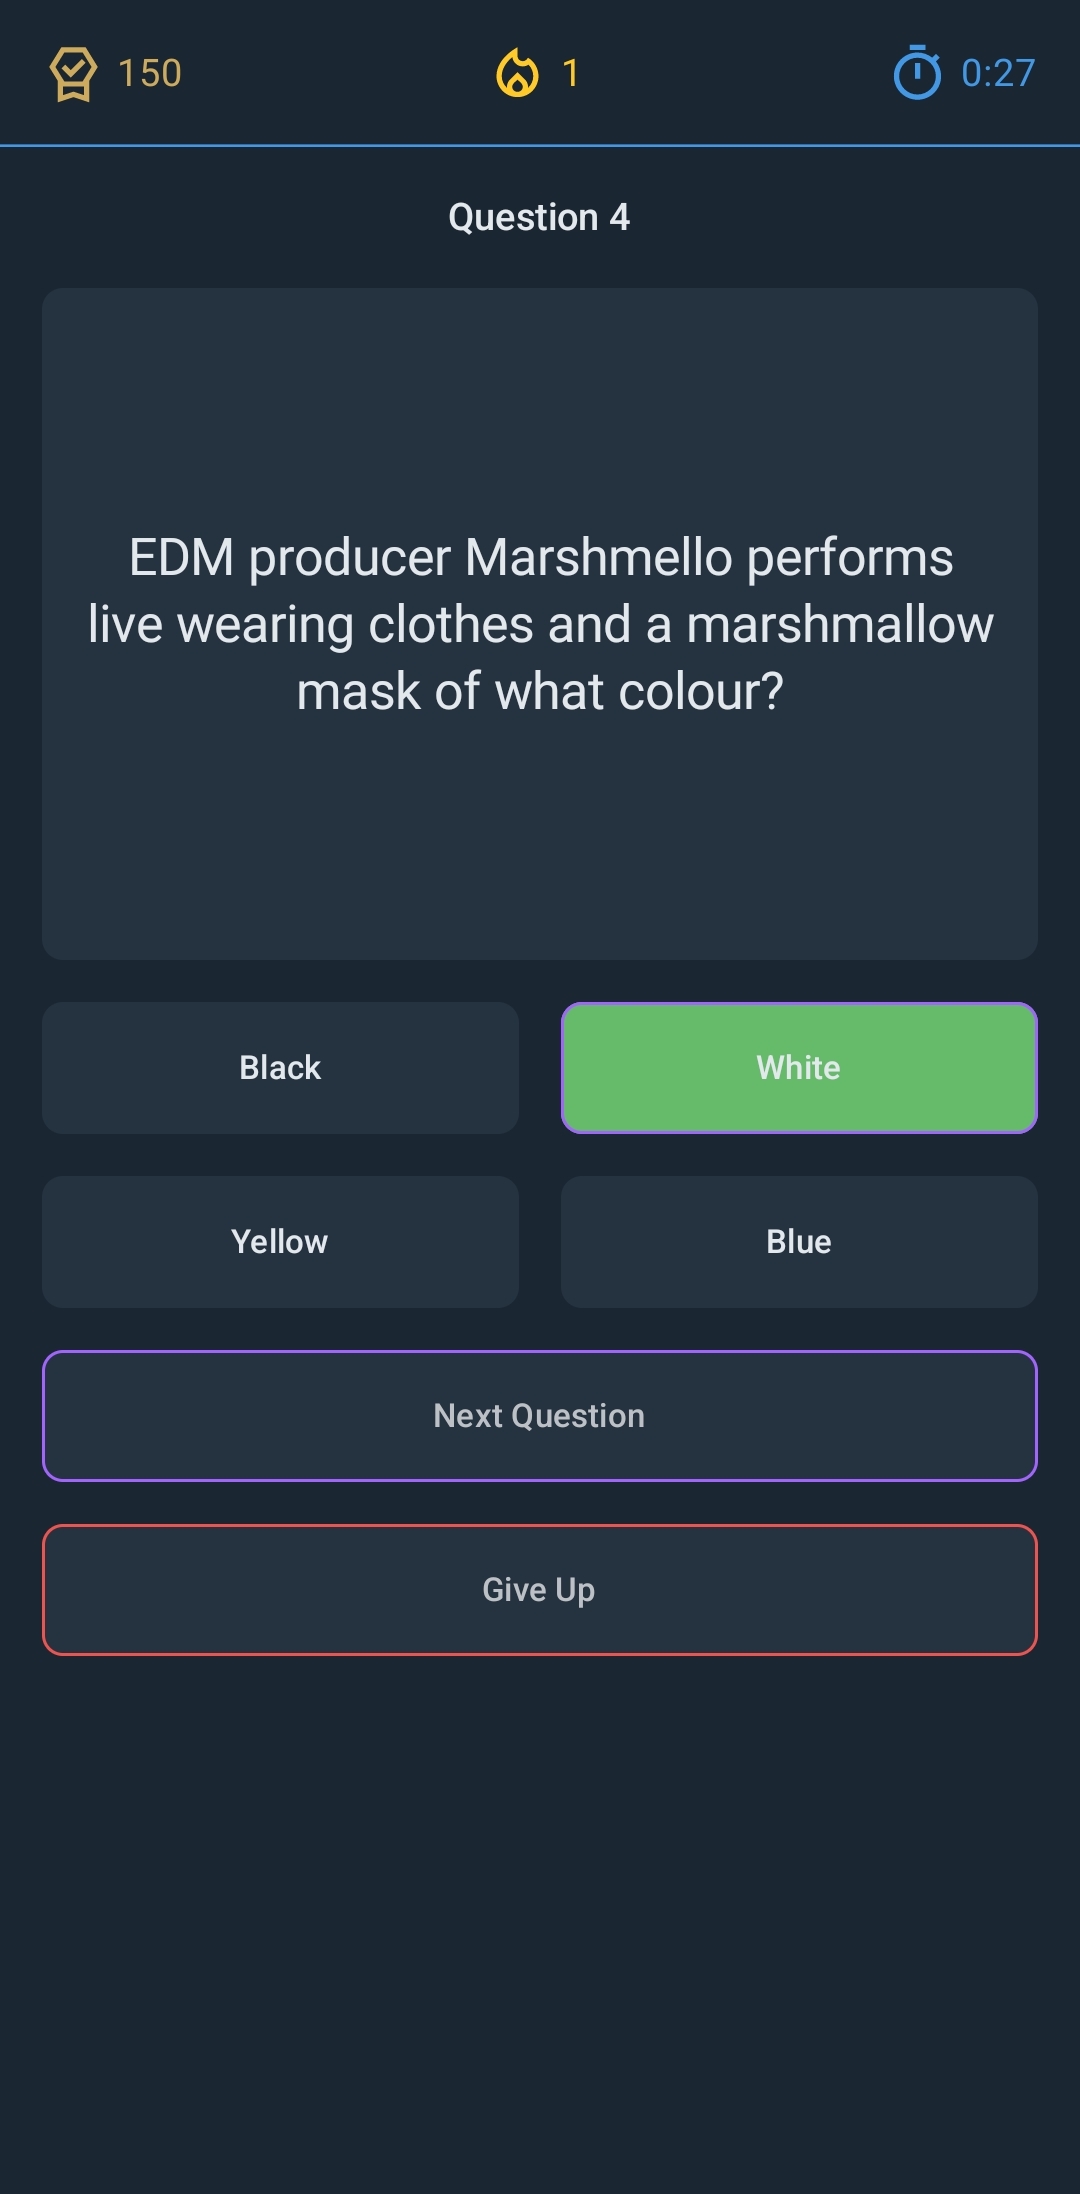 150
1
0:27
Question 4
EDM producer Marshmello performs
live wearing clothes and a marshmallow
mask of what colour?
Black
White
Yellow
Blue
Next Question
Give Up